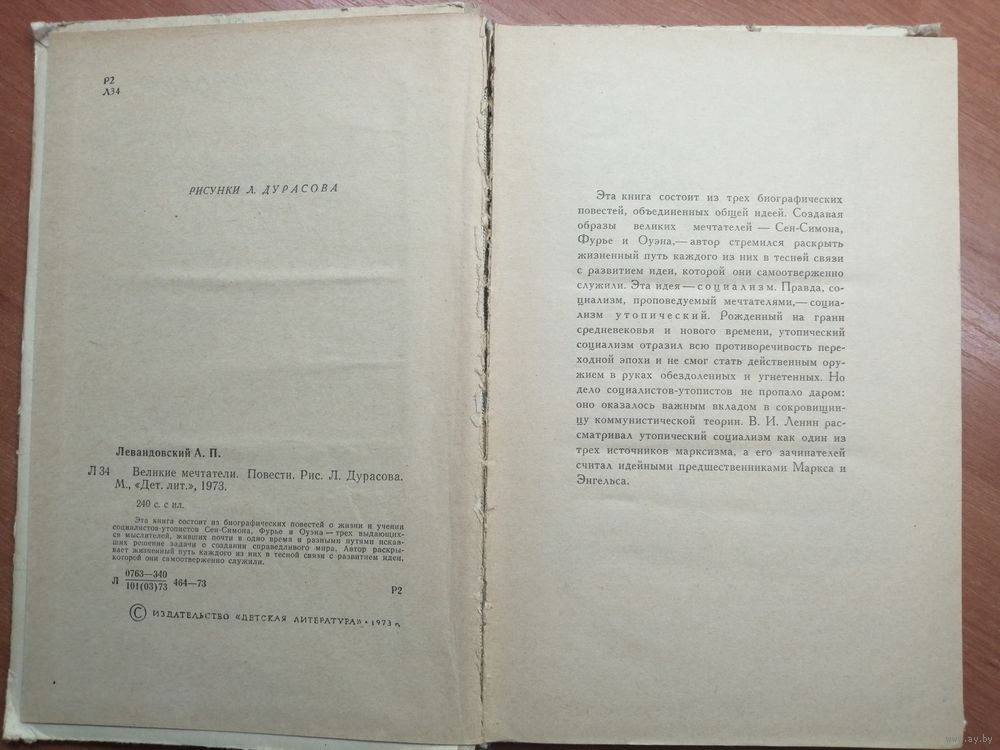 Р2
Л34
РИСУНКИ Л. ДУРАСОВА
Левандовский А. П.
Л 34 Великие мечтатели. Повести. Рис. Л. Дурасова.
М., «Дет. лит.», 1973.
240 с. с ил.
Эта книга состоит из биографических повестей о жизни и учении
социалистов-утопистов Сен-Симона, Фурье и Оуэна — трех выдающих-
ся мыслителей, живших почти в одно время и разными путями искав-
ших решение задачи о создании справедливого мира. Автор раскры-
вает жизненный путь каждого из них в тесной связи с развитием идеи,
которой они самоотверженно служили.
Л 0763—340
101(03)73 464—73
Р2
© ИЗДАТЕЛЬСТВО «ДЕТСКАЯ ЛИТЕРАТУРА» · 1973 г.
Эта книга состоит из трех биографических
повестей, объединенных общей идеей. Создавая
образы великих мечтателей — Сен-Симона,
Фурье и Оуэна,— автор стремился раскрыть
жизненный путь каждого из них в тесной связи
с развитием идеи, которой они самоотверженно
служили. Эта идея — социализм. Правда, со-
циализм, проповедуемый мечтателями,— социа-
лизм утопический. Рожденный на грани
средневековья и нового времени, утопический
социализм отразил всю противоречивость пере-
ходной эпохи и не смог стать действенным ору-
жием в руках обездоленных и угнетенных. Но
дело социалистов-утопистов не пропало даром:
оно оказалось важным вкладом в сокровищни-
цу коммунистической теории. В. И. Ленин рас-
сматривал утопический социализм как один из
трех источников марксизма, а его зачинателей
считал идейными предшественниками Маркса и
Энгельса.
www.ay.by